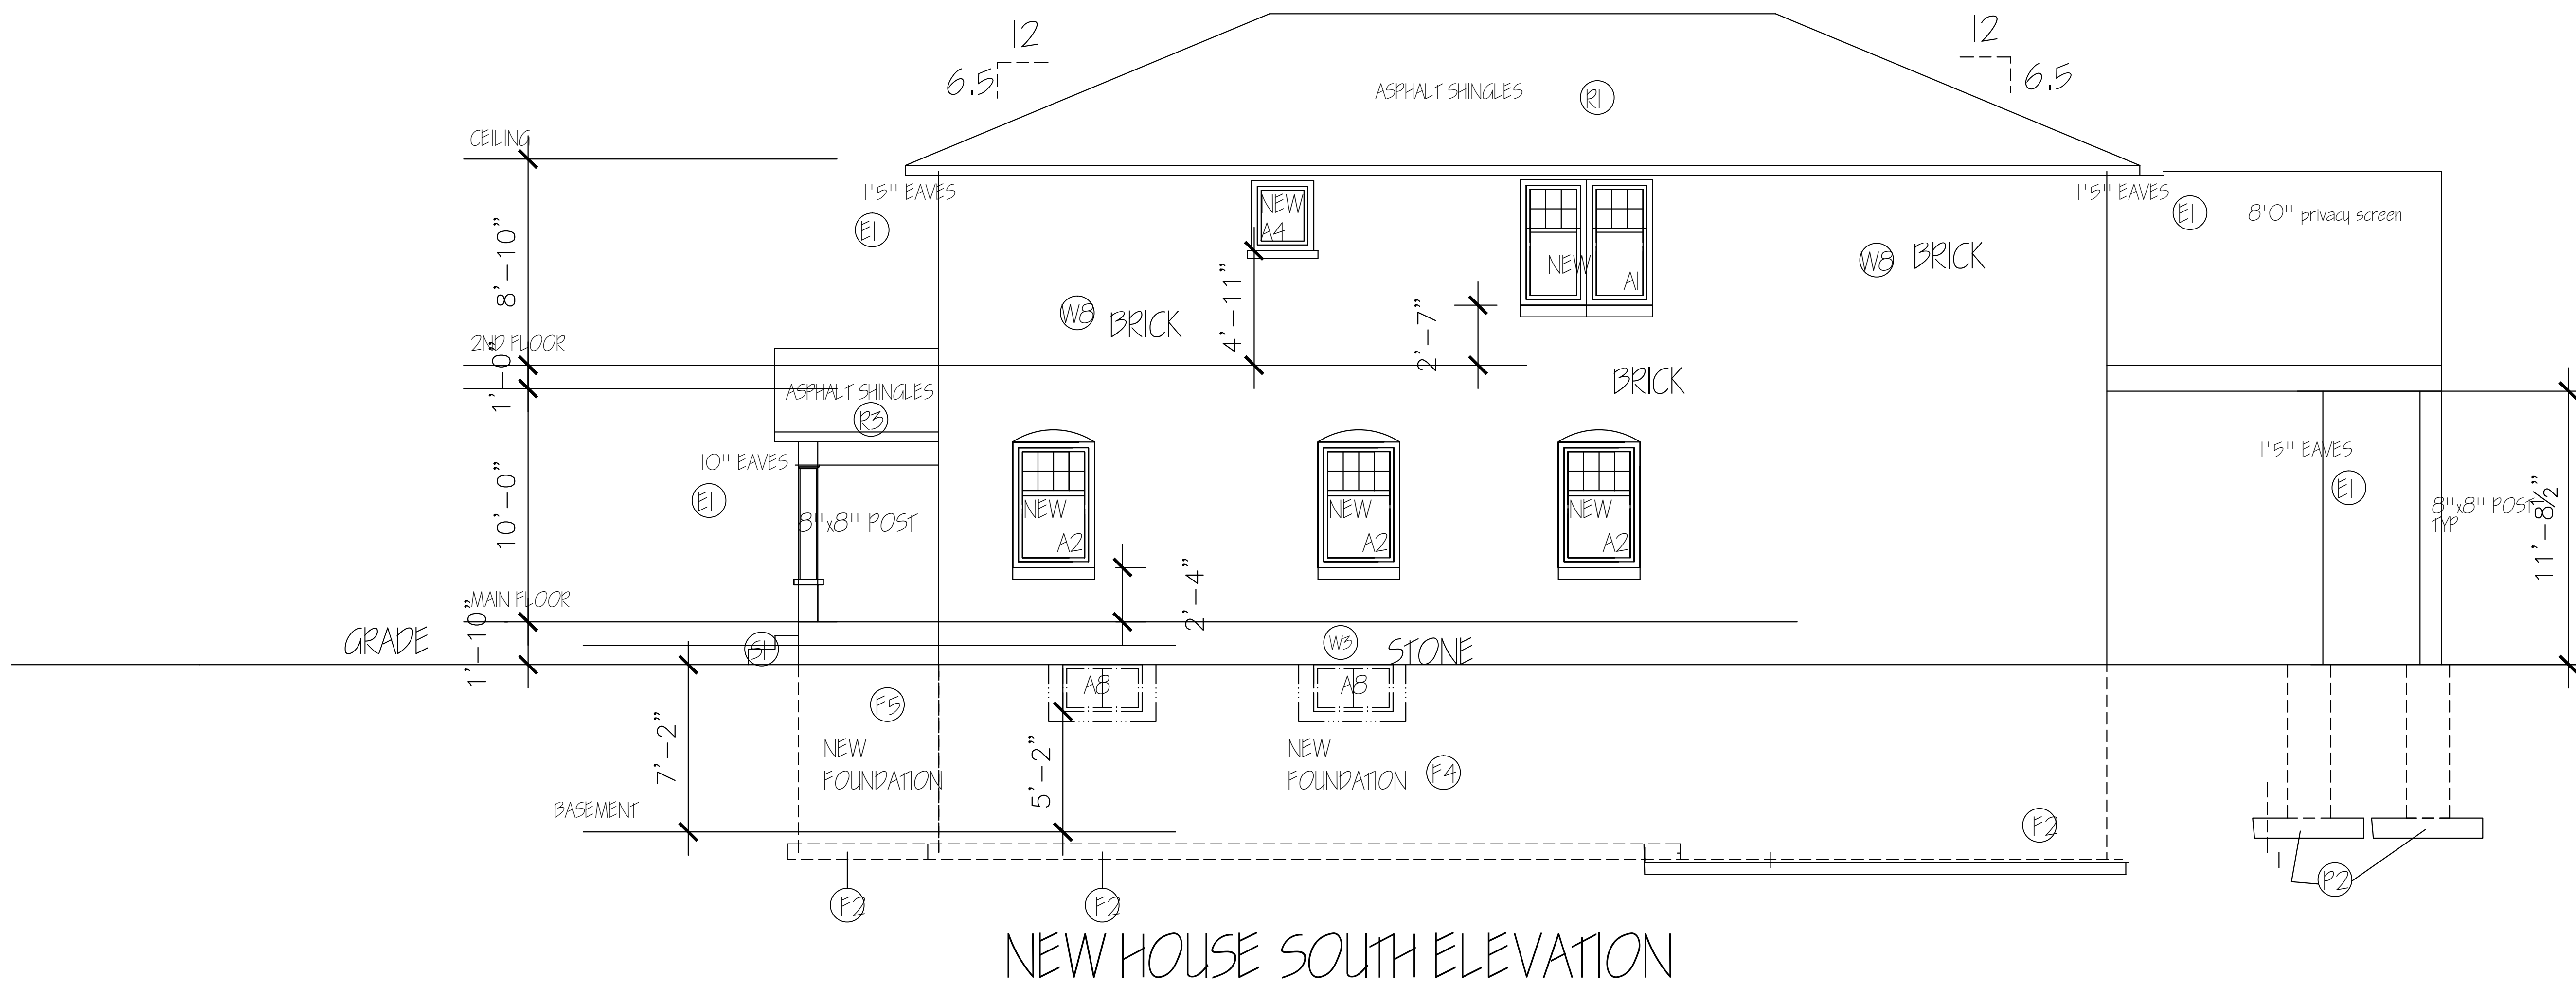 12
6.5
12
6.5
ASPHALT SHINGLES
R1
CEILING
1'5" EAVES
E1
NEW
A4
NEW
A1
1'5" EAVES
E1
8'0" privacy screen
8'-10"
W8
BRICK
W8
BRICK
4'-11"
2'-7"
2ND FLOOR
1'-0"
ASPHALT SHINGLES
R3
BRICK
10" EAVES
E1
8"x8" POST
10'-0"
NEW
A2
NEW
A2
NEW
A2
1'5" EAVES
E1
8"x8" POST
TYP
11'-8½"
2'-4"
MAIN FLOOR
GRADE
1'-10"
S1
W3
STONE
A8
A8
F5
7'-2"
NEW
FOUNDATION
5'-2"
NEW
FOUNDATION
F4
BASEMENT
F2
F2
F2
P2
NEW HOUSE SOUTH ELEVATION